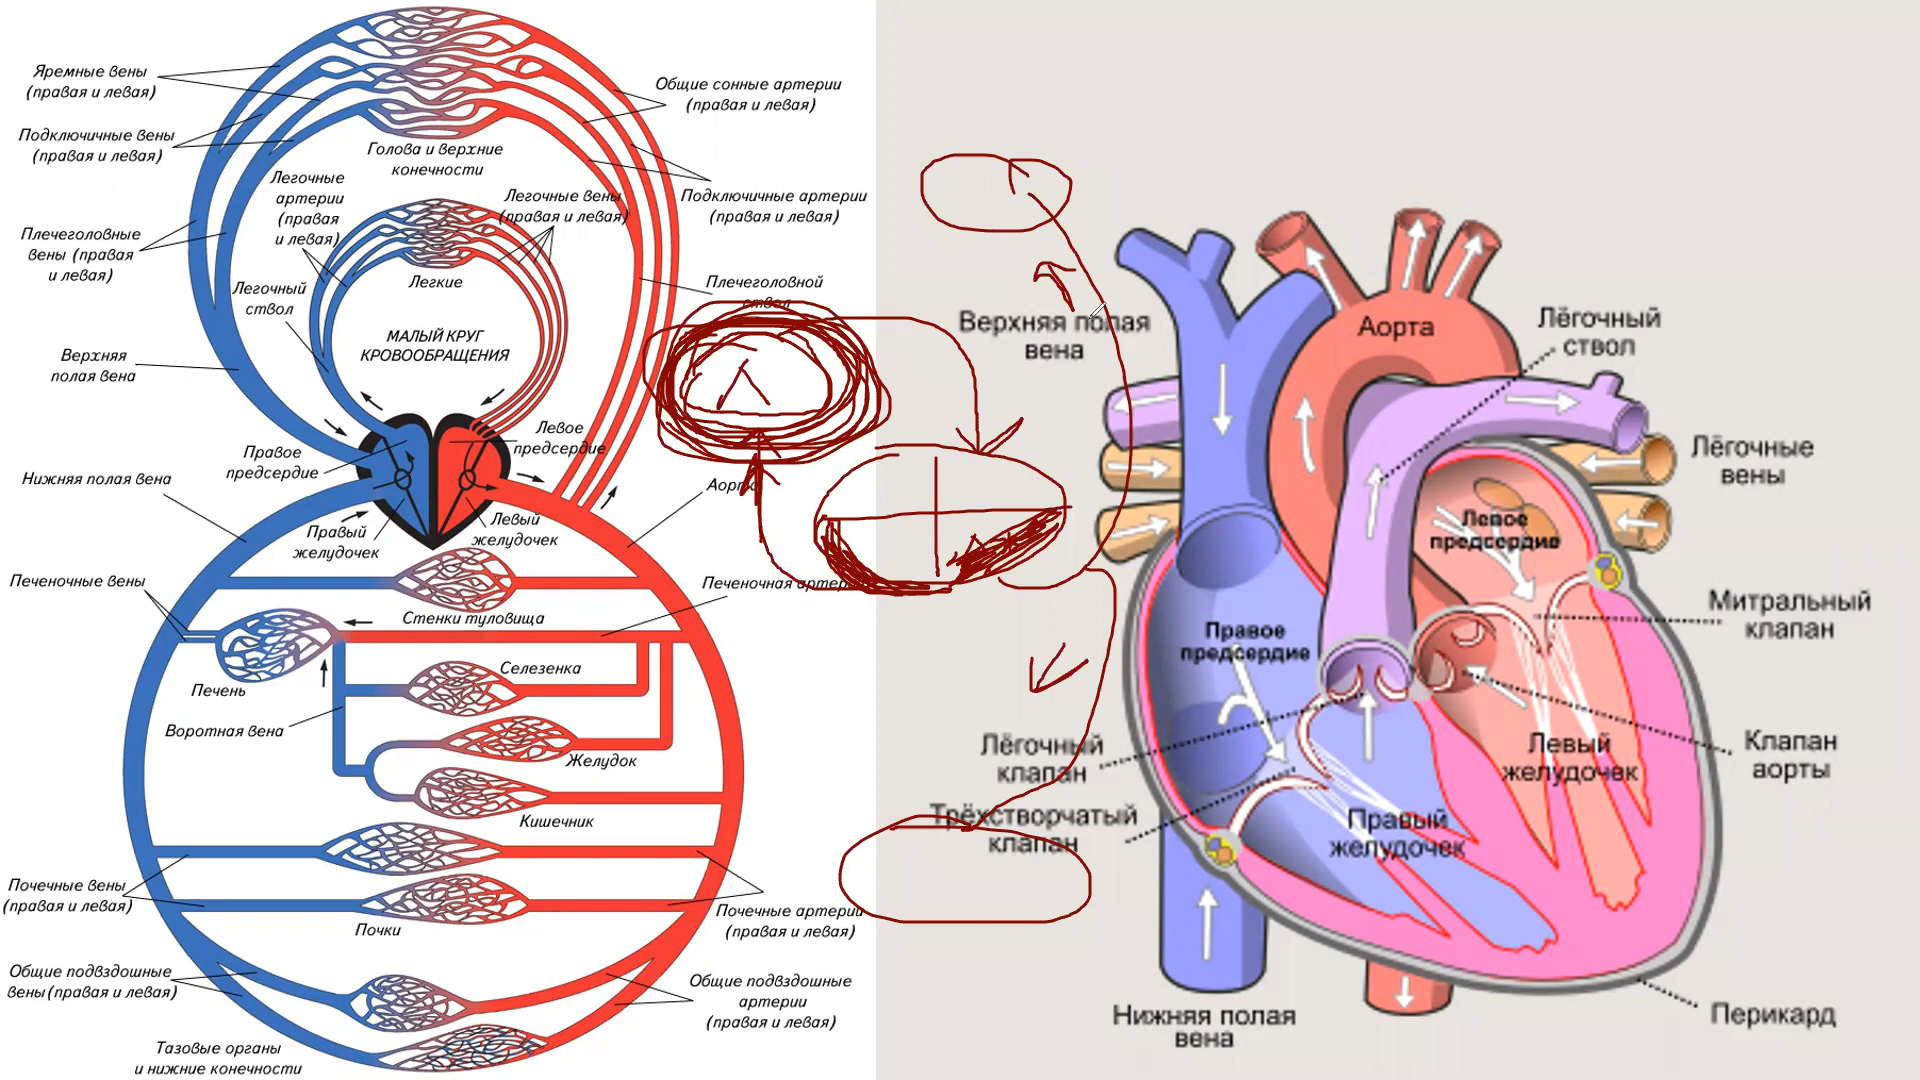 Яремные вены
(правая и левая)
Подключичные вены
(правая и левая)
Плечеголовные
вены (правая
и левая)
Верхняя
полая вена
Нижняя полая вена
Печеночные вены
Почечные вены
(правая и левая)
Общие подвздошные
вены(правая и левая)
Тазовые органы
и нижние конечности
Голова и верхние
конечности
Легочные
артерии
(правая
и левая)
Легочные вены
(правая и левая)
Легочный
ствол
Легкие
МАЛЫЙ КРУГ
КРОВООБРАЩЕНИЯ
Правое
предсердие
Левое
предсердие
Правый
желудочек
Левый
желудочек
Стенки туловища
Печень
Селезенка
Воротная вена
Желудок
Кишечник
Почки
Общие сонные артерии
(правая и левая)
Подключичные артерии
(правая и левая)
Плечеголовной
ствол
Аорта
Печеночная артерия
Почечные артерии
(правая и левая)
Общие подвздошные
артерии
(правая и левая)
Верхняя полая
вена
Аорта
Лёгочный
ствол
Лёгочные
вены
Левое
предсердие
Митральный
клапан
Правое
предсердие
Лёгочный
клапан
Трёхстворчатый
клапан
Левый
желудочек
Клапан
аорты
Правый
желудочек
Нижняя полая
вена
Перикард